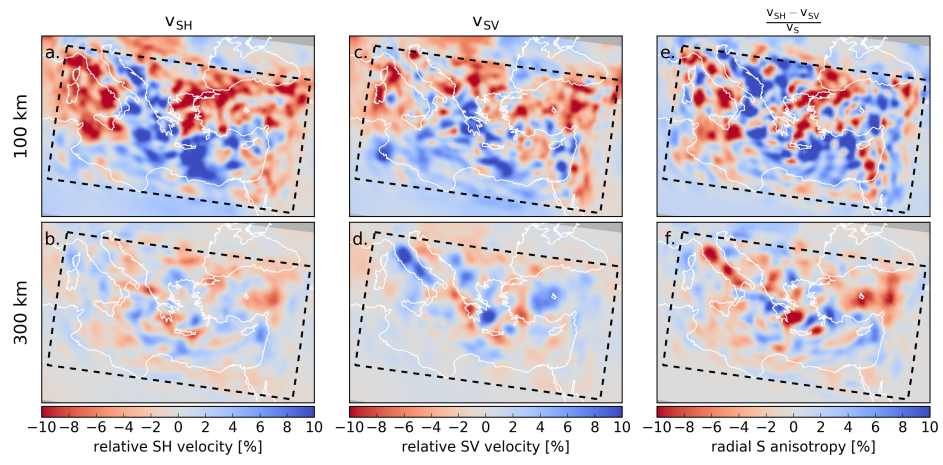 v_SH
v_SV
v_SH − v_SV
v_S
100 km
a.
c.
e.
300 km
b.
d.
f.
−10 −8 −6 −4 −2 0 2 4 6 8 10
−10 −8 −6 −4 −2 0 2 4 6 8 10
−10 −8 −6 −4 −2 0 2 4 6 8 10
relative SH velocity [%]
relative SV velocity [%]
radial S anisotropy [%]